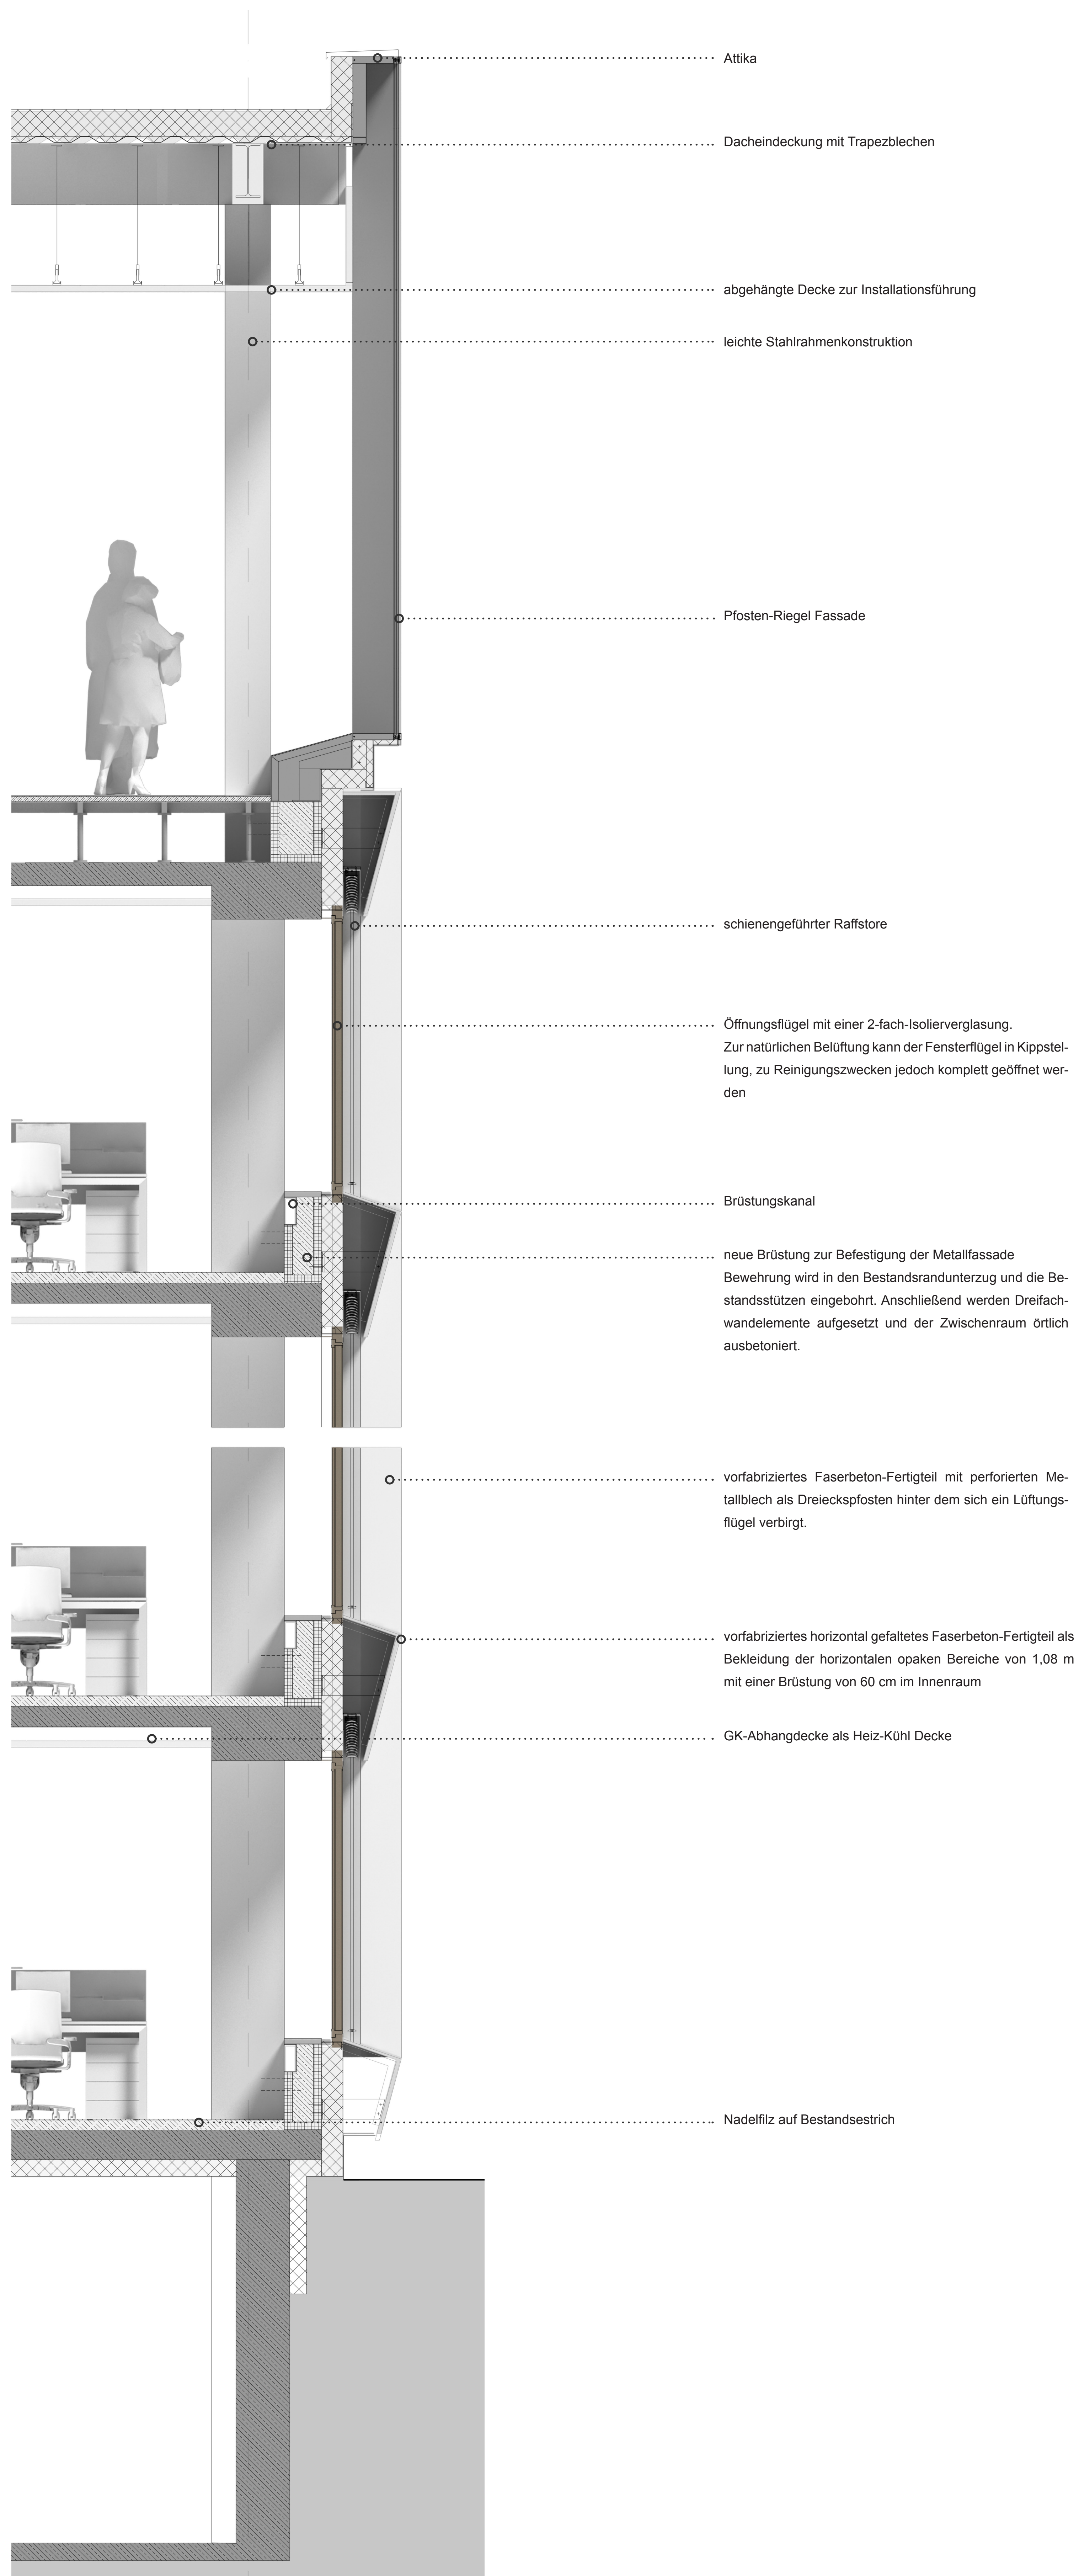 Attika
Dacheindeckung mit Trapezblechen
abgehängte Decke zur Installationsführung
leichte Stahlrahmenkonstruktion
Pfosten-Riegel Fassade
schienengeführter Raffstore
Öffnungsflügel mit einer 2-fach-Isolierverglasung.
Zur natürlichen Belüftung kann der Fensterflügel in Kippstel-
lung, zu Reinigungszwecken jedoch komplett geöffnet wer-
den
Brüstungskanal
neue Brüstung zur Befestigung der Metallfassade
Bewehrung wird in den Bestandsrandunterzug und die Be-
standsstützen eingebohrt. Anschließend werden Dreifach-
wandelemente aufgesetzt und der Zwischenraum örtlich
ausbetoniert.
vorfabriziertes Faserbeton-Fertigteil mit perforierten Me-
tallblech als Dreieckspfosten hinter dem sich ein Lüftungs-
flügel verbirgt.
vorfabriziertes horizontal gefaltetes Faserbeton-Fertigteil als
Bekleidung der horizontalen opaken Bereiche von 1,08 m
mit einer Brüstung von 60 cm im Innenraum
GK-Abhangdecke als Heiz-Kühl Decke
Nadelfilz auf Bestandsestrich